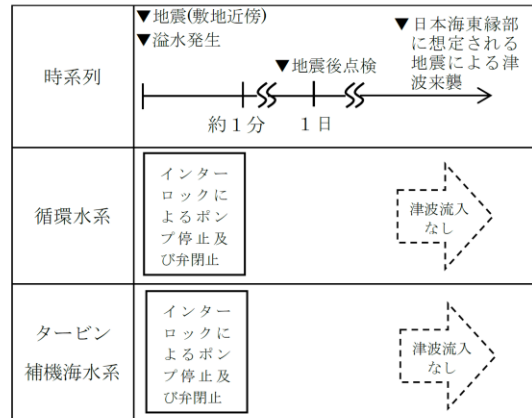 時系列
▼地震(敷地近傍)
▼溢水発生
▼地震後点検
▼日本海東縁部
に想定される
地震による津
波来襲
約1分
1日
循環水系
インター
ロックに
よるポン
プ停止及
び弁閉止
津波流入
なし
タービン
補機海水系
インター
ロックに
よるポン
プ停止及
び弁閉止
津波流入
なし